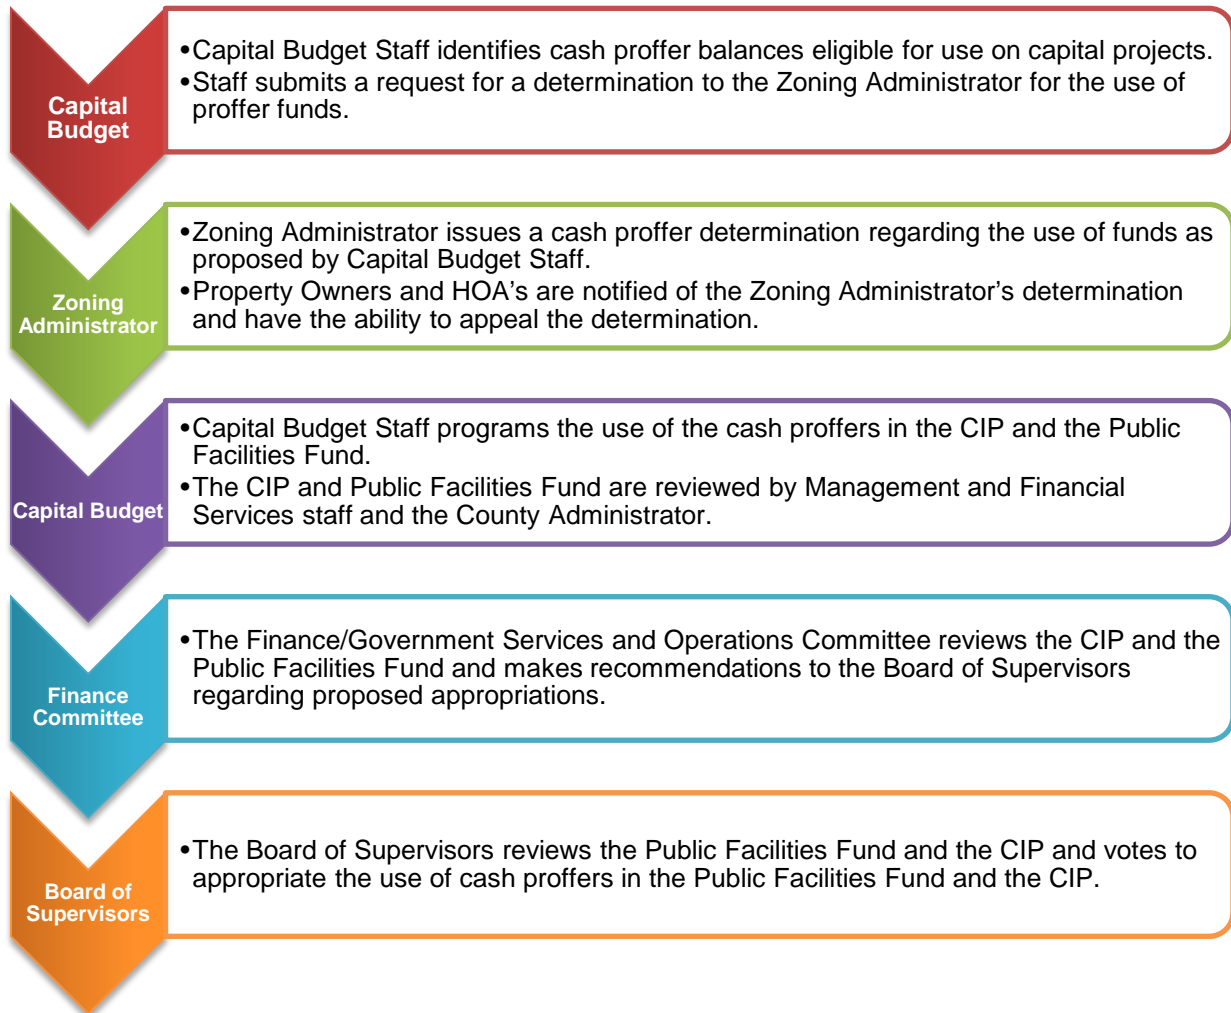 Capital
Budget
•Capital Budget Staff identifies cash proffer balances eligible for use on capital projects.
•Staff submits a request for a determination to the Zoning Administrator for the use of
proffer funds.
Zoning
Administrator
•Zoning Administrator issues a cash proffer determination regarding the use of funds as
proposed by Capital Budget Staff.
•Property Owners and HOA's are notified of the Zoning Administrator’s determination
and have the ability to appeal the determination.
Capital Budget
•Capital Budget Staff programs the use of the cash proffers in the CIP and the Public
Facilities Fund.
•The CIP and Public Facilities Fund are reviewed by Management and Financial
Services staff and the County Administrator.
Finance
Committee
•The Finance/Government Services and Operations Committee reviews the CIP and the
Public Facilities Fund and makes recommendations to the Board of Supervisors
regarding proposed appropriations.
Board of
Supervisors
•The Board of Supervisors reviews the Public Facilities Fund and the CIP and votes to
appropriate the use of cash proffers in the Public Facilities Fund and the CIP.